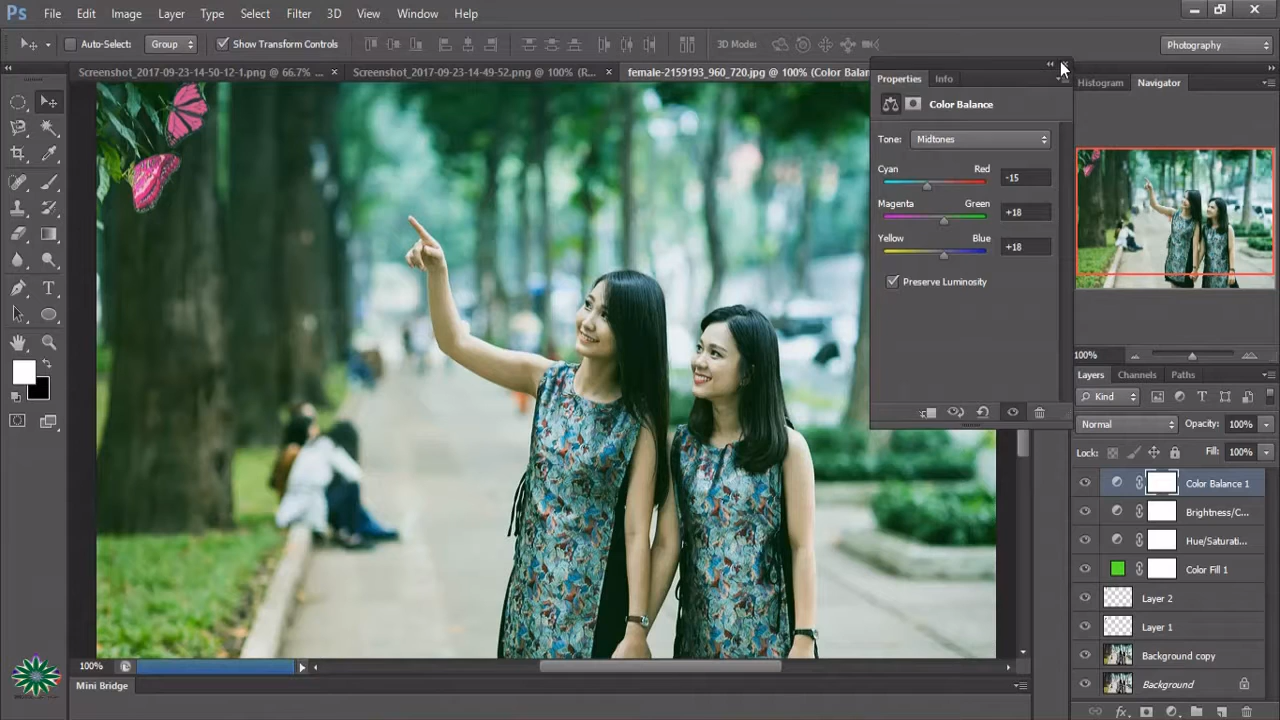 Ps File Edit Image Layer Type Select Filter 3D View Window Help
Auto-Select: Group Show Transform Controls 3D Mode: Photography
Screenshot_2017-09-23-14-50-12-1.png @ 66.7% ... × Screenshot_2017-09-23-14-49-52.png @ 100% (R... × female-2159193_960_720.jpg @ 100% (Color Bala
Properties Info
Histogram Navigator
Color Balance
Tone: Midtones
Cyan Red -15
Magenta Green +18
Yellow Blue +18
Preserve Luminosity
100%
Layers Channels Paths
Kind
Normal Opacity: 100%
Lock: Fill: 100%
Color Balance 1
Brightness/C...
Hue/Saturati...
Color Fill 1
Layer 2
Layer 1
Background copy
Background
100%
Mini Bridge